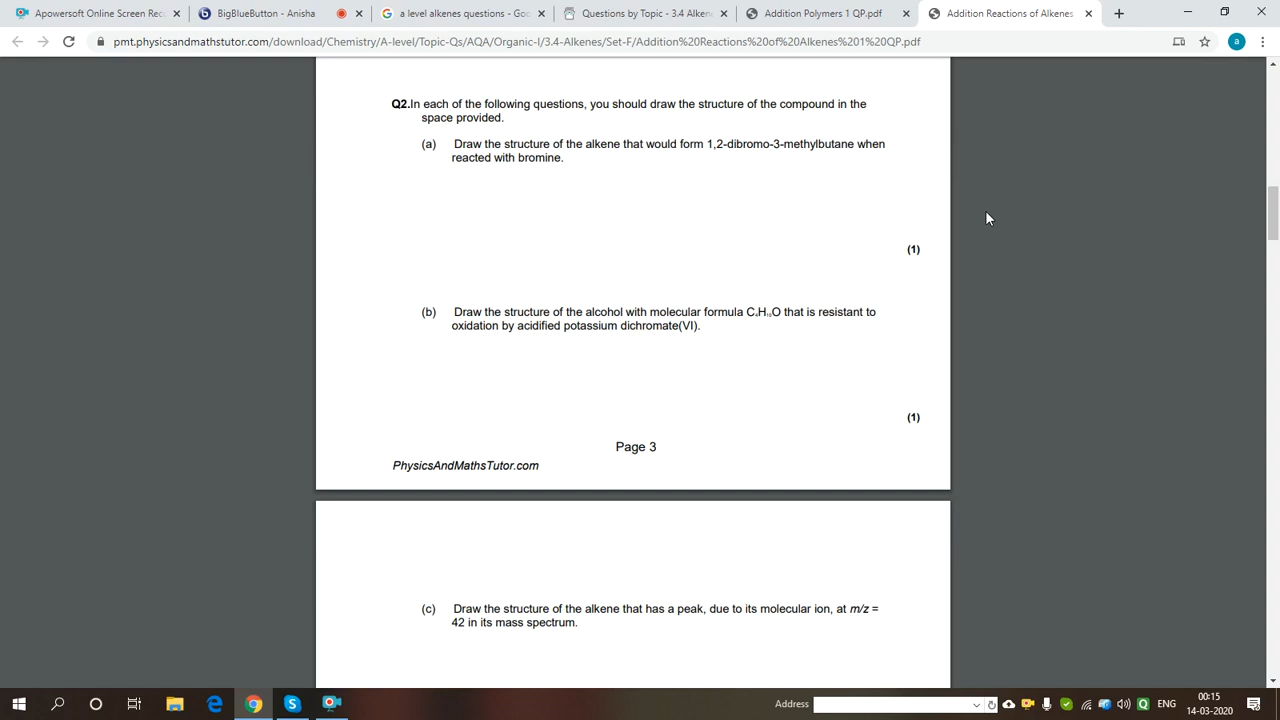 Apowersoft Online Screen Rec
BigBlueButton - Anisha
a level alkenes questions - Goo
Questions by Topic - 3.4 Alkene
Addition Polymers 1 QP.pdf
Addition Reactions of Alkenes
pmt.physicsandmathstutor.com/download/Chemistry/A-level/Topic-Qs/AQA/Organic-I/3.4-Alkenes/Set-F/Addition%20Reactions%20of%20Alkenes%201%20QP.pdf
a
Q2.In each of the following questions, you should draw the structure of the compound in the
space provided.
(a) Draw the structure of the alkene that would form 1,2-dibromo-3-methylbutane when
reacted with bromine.
(1)
(b) Draw the structure of the alcohol with molecular formula C₄H₁₀O that is resistant to
oxidation by acidified potassium dichromate(VI).
(1)
Page 3
PhysicsAndMathsTutor.com
(c) Draw the structure of the alkene that has a peak, due to its molecular ion, at m/z =
42 in its mass spectrum.
Address
ENG
00:15
14-03-2020